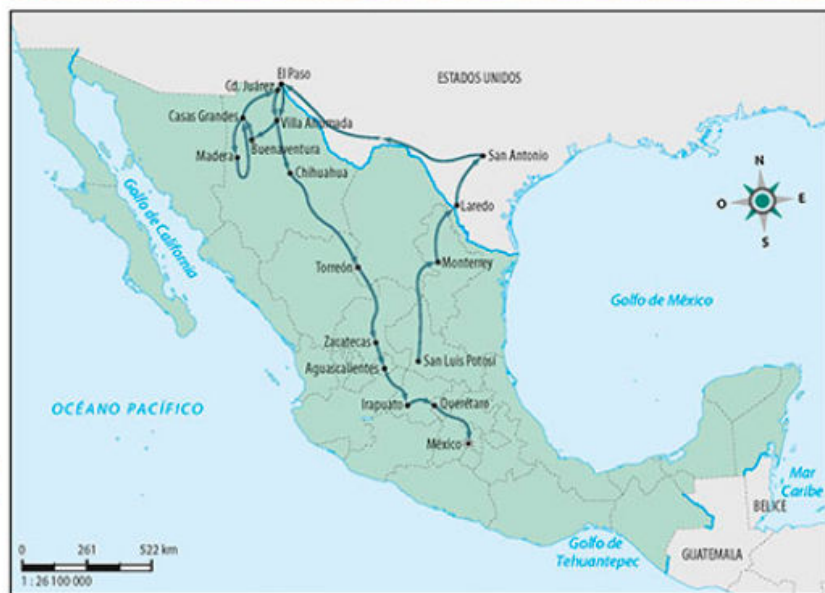 El Paso
ESTADOS UNIDOS
Cd. Juárez
Casas Grandes
Villa Ahumada
Buenaventura
Madera
San Antonio
Chihuahua
N
O
E
S
Laredo
Golfo de
California
Torreón
Monterrey
Golfo de México
Zacatecas
San Luis Potosí
Aguascalientes
OCÉANO PACÍFICO
Irapuato
Querétaro
México
Mar
Caribe
BELICE
Golfo de
Tehuantepec
GUATEMALA
0 261 522 km
1 : 26 100 000